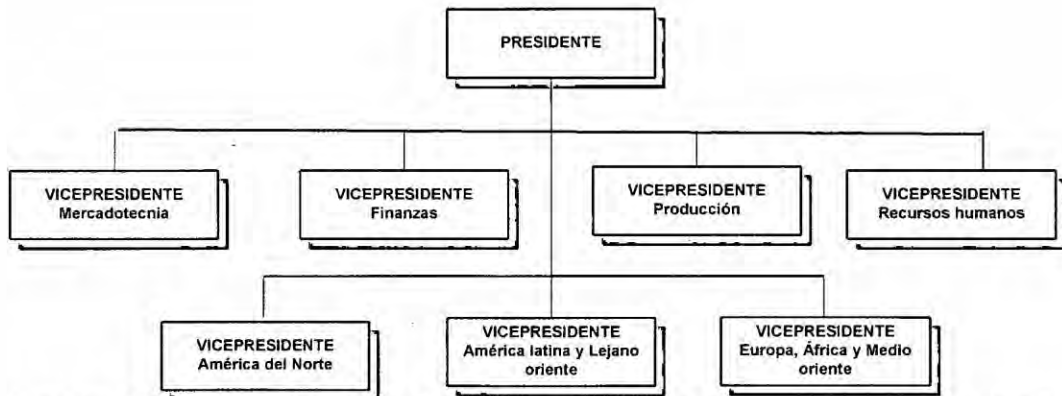 PRESIDENTE
VICEPRESIDENTE
Mercadotecnia
VICEPRESIDENTE
Finanzas
VICEPRESIDENTE
Producción
VICEPRESIDENTE
Recursos humanos
VICEPRESIDENTE
América del Norte
VICEPRESIDENTE
América latina y Lejano
oriente
VICEPRESIDENTE
Europa, África y Medio
oriente